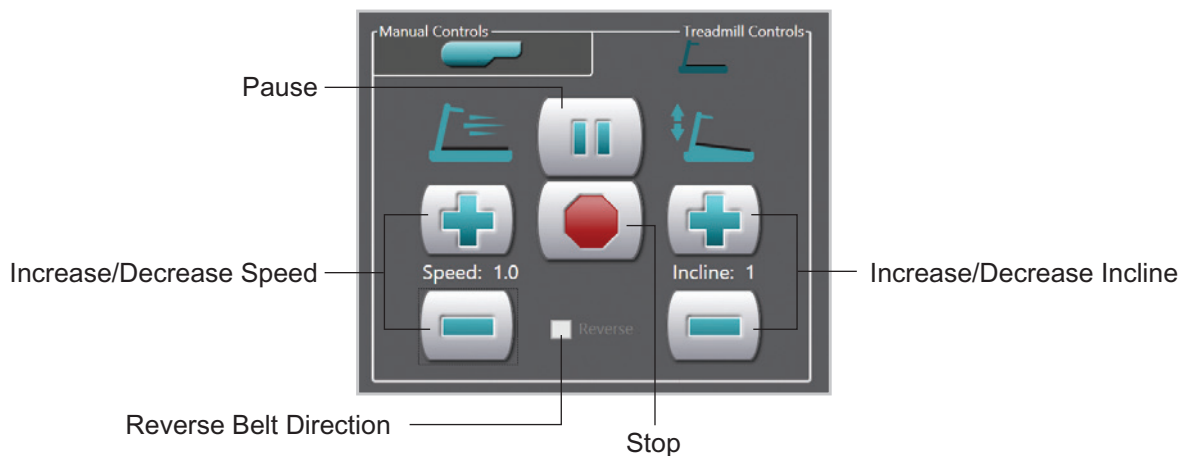 Manual Controls
Treadmill Controls
Pause
Increase/Decrease Speed
Speed: 1.0
Incline: 1
Increase/Decrease Incline
Reverse
Reverse Belt Direction
Stop